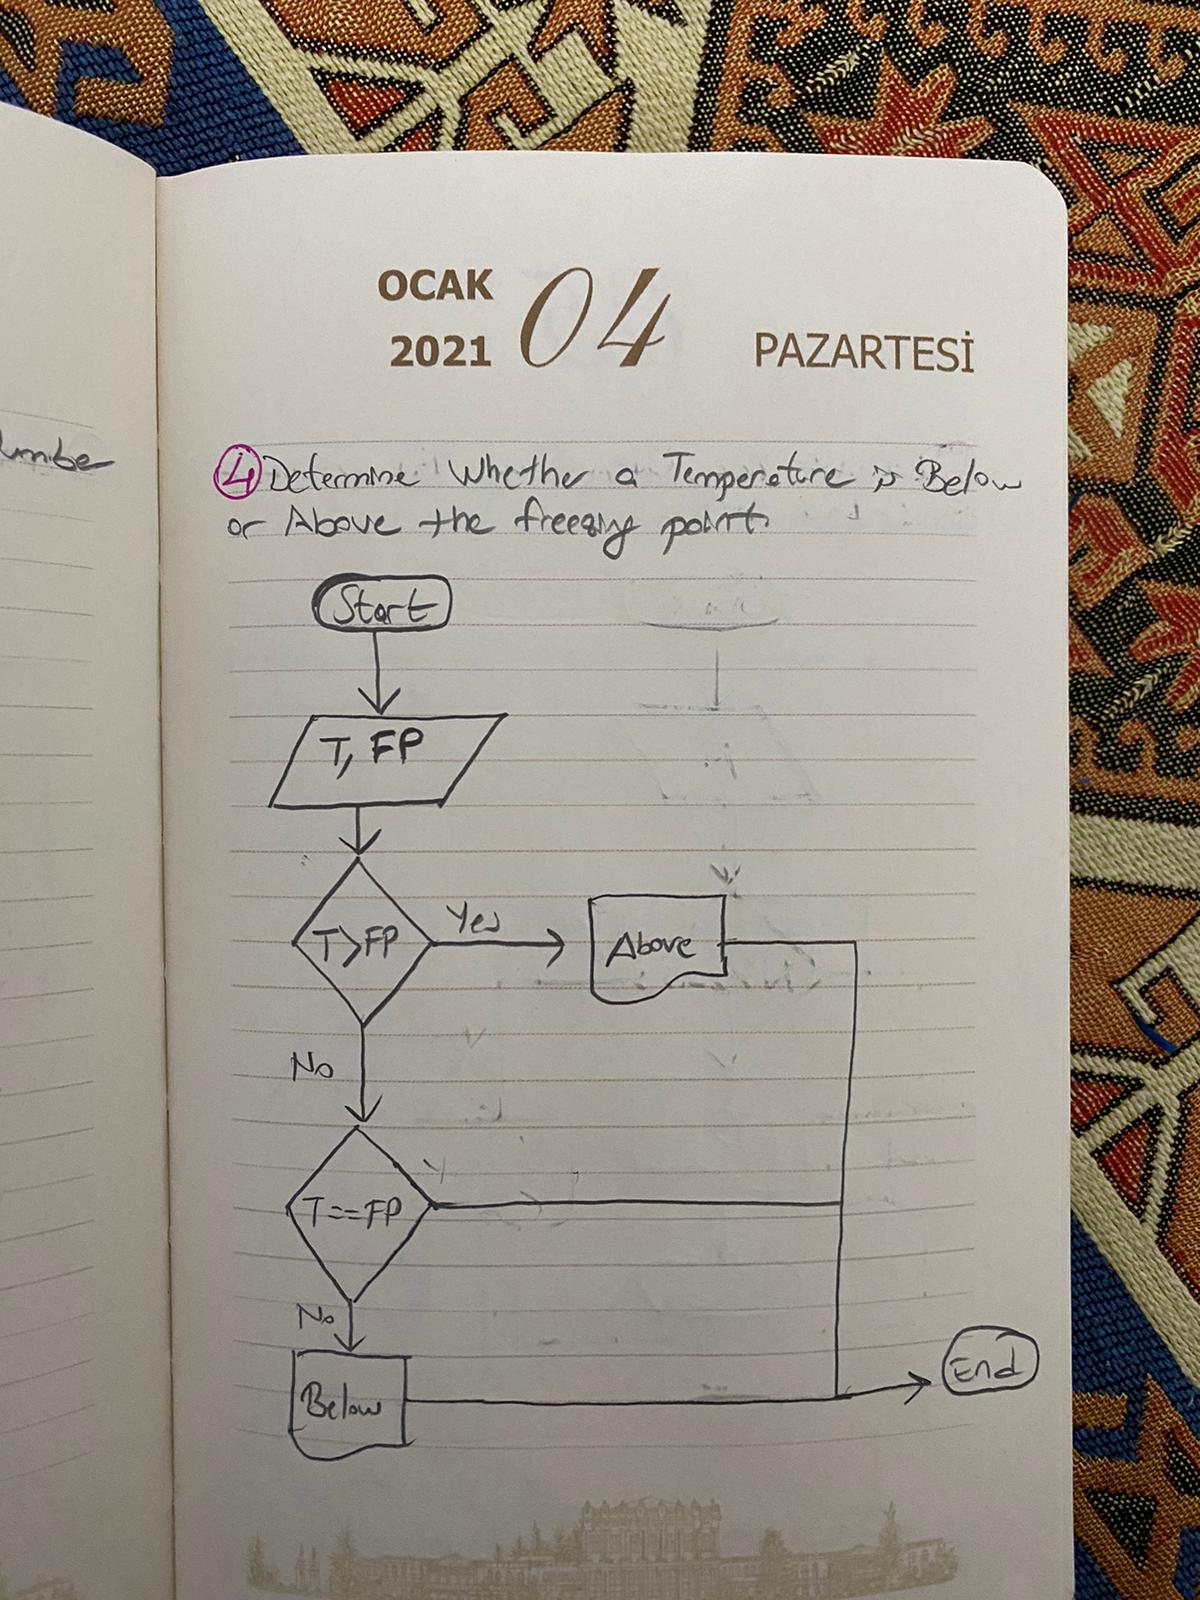 OCAK
2021
04
PAZARTESİ
umber
4 Determine Whether a Temperature is Below
or Above the freezing point.
Start
T, FP
T>FP
Yes
Above
No
T==FP
No
Below
End